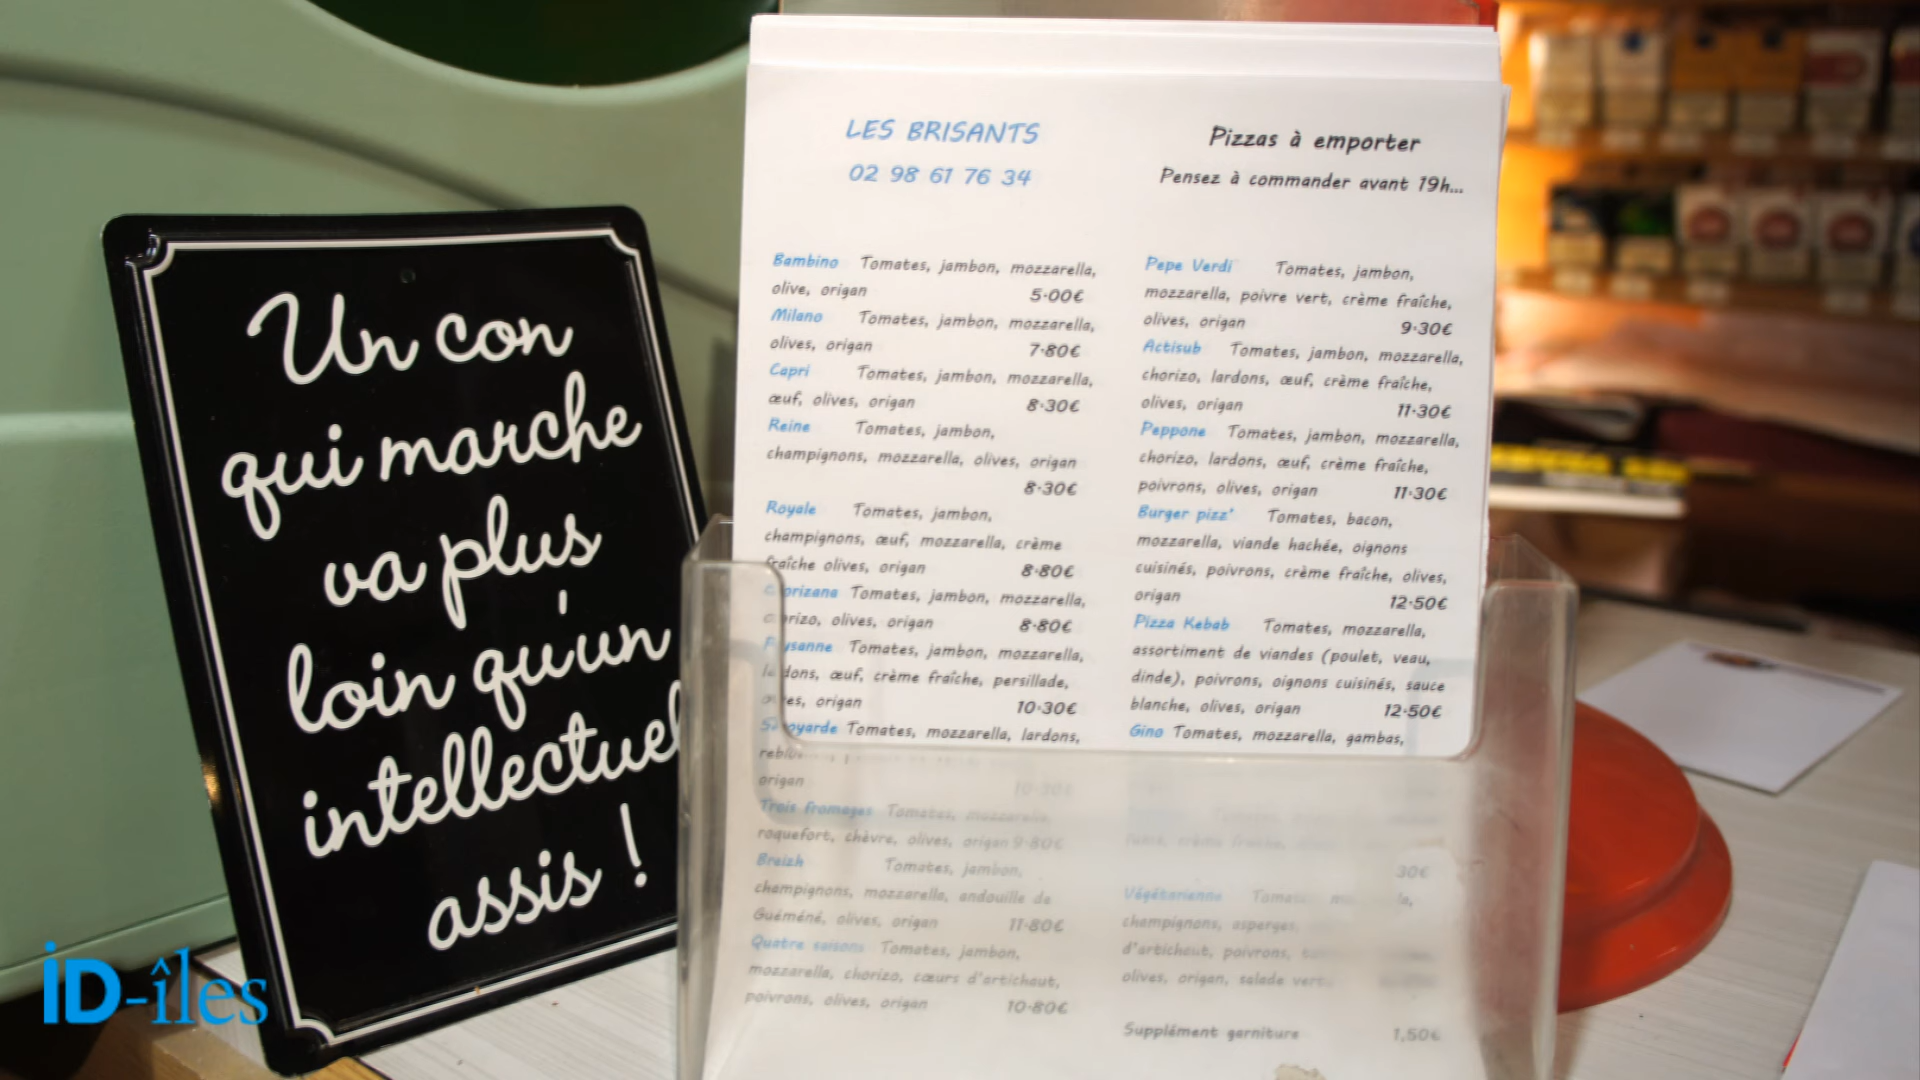 Un con
qui marche
va plus
loin qu'un
intellectuel
assis !
LES BRISANTS
02 98 61 76 34
Bambino Tomates, jambon, mozzarella,
olive, origan 5.00€
Milano Tomates, jambon, mozzarella,
olives, origan 7.80€
Capri Tomates, jambon, mozzarella,
œuf, olives, origan 8.30€
Reine Tomates, jambon,
champignons, mozzarella, olives, origan
8.30€
Royale Tomates, jambon,
champignons, œuf, mozzarella, crème
fraîche olives, origan 8.80€
Tomates, jambon, mozzarella,
olives, origan 8.80€
Tomates, jambon, mozzarella,
œuf, crème fraîche, persillade,
origan 10.30€
Tomates, mozzarella, lardons,
origan 10.30€
Trois fromages Tomates, mozzarella,
roquefort, chèvre, olives, origan 9.80€
Breizh Tomates, jambon,
champignons, mozzarella, andouille de
Guéméné, olives, origan 11.80€
Quatre saisons Tomates, jambon,
mozzarella, chorizo, cœurs d'artichaut,
poivrons, olives, origan 10.80€
Pizzas à emporter
Pensez à commander avant 19h...
Pepe Verdi Tomates, jambon,
mozzarella, poivre vert, crème fraîche,
olives, origan 9.30€
Actisub Tomates, jambon, mozzarella,
chorizo, lardons, œuf, crème fraîche,
olives, origan 11.30€
Peppone Tomates, jambon, mozzarella,
chorizo, lardons, œuf, crème fraîche,
poivrons, olives, origan 11.30€
Burger pizz' Tomates, bacon,
mozzarella, viande hachée, oignons
cuisinés, poivrons, crème fraîche, olives,
origan 12.50€
Pizza Kebab Tomates, mozzarella,
assortiment de viandes (poulet, veau,
dinde), poivrons, oignons cuisinés, sauce
blanche, olives, origan 12.50€
Gino Tomates, mozzarella, gambas,
crème fraîche,
30€
Végétarienne
champignons, asperges,
d'artichaut, poivrons,
olives, origan, salade
Supplément garniture 1,50€
iD-îles